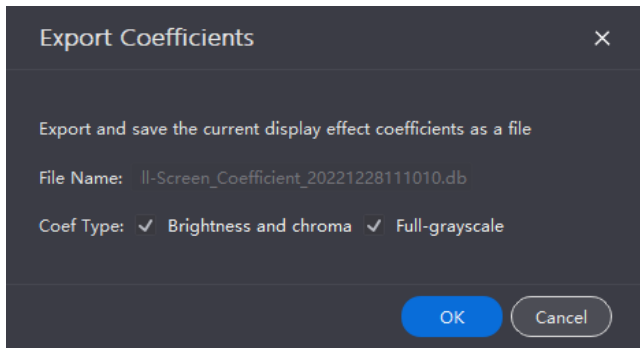 Export Coefficients
Export and save the current display effect coefficients as a file
File Name: ll-Screen_Coefficient_20221228111010.db
Coef Type: Brightness and chroma Full-grayscale
OK Cancel